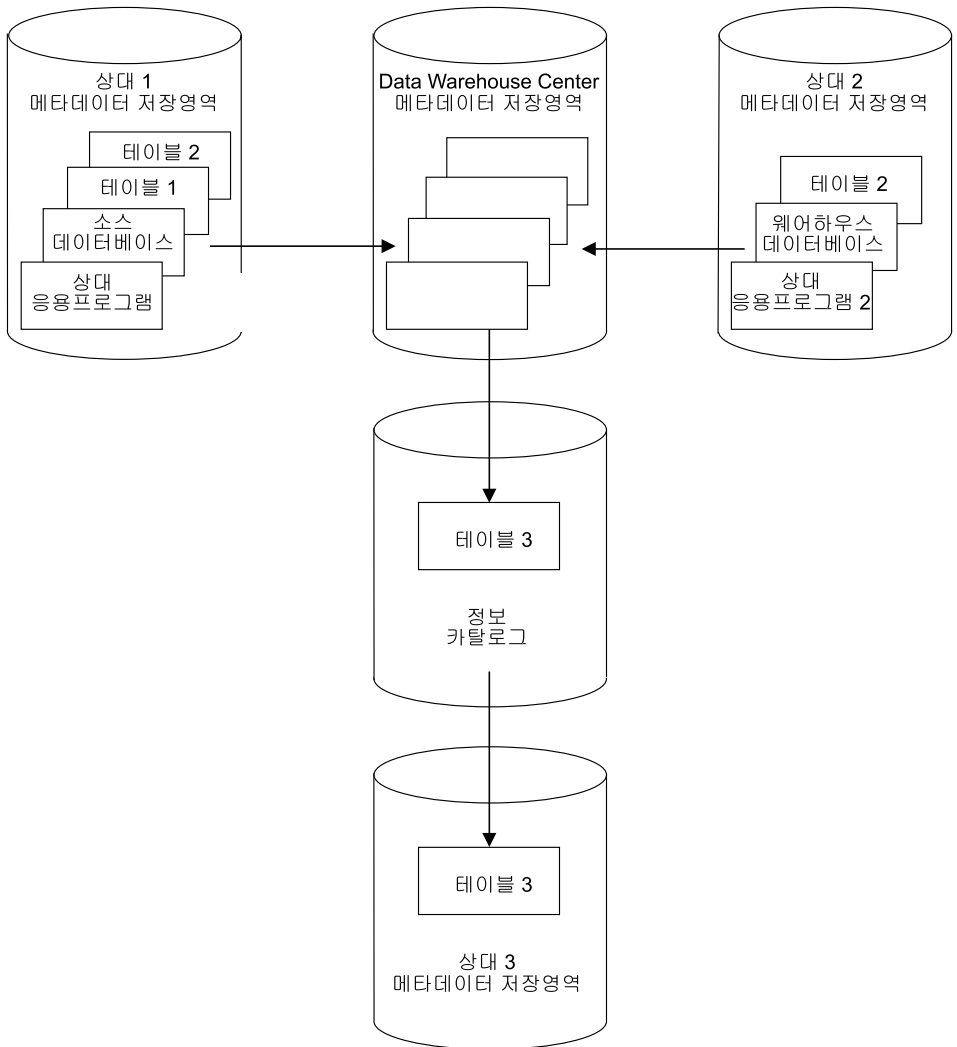 상대 1
메타데이터 저장영역
테이블 2
테이블 1
소스
데이터베이스
상대
응용프로그램
Data Warehouse Center
메타데이터 저장영역
상대 2
메타데이터 저장영역
테이블 2
웨어하우스
데이터베이스
상대
응용프로그램 2
테이블 3
정보
카탈로그
테이블 3
상대 3
메타데이터 저장영역